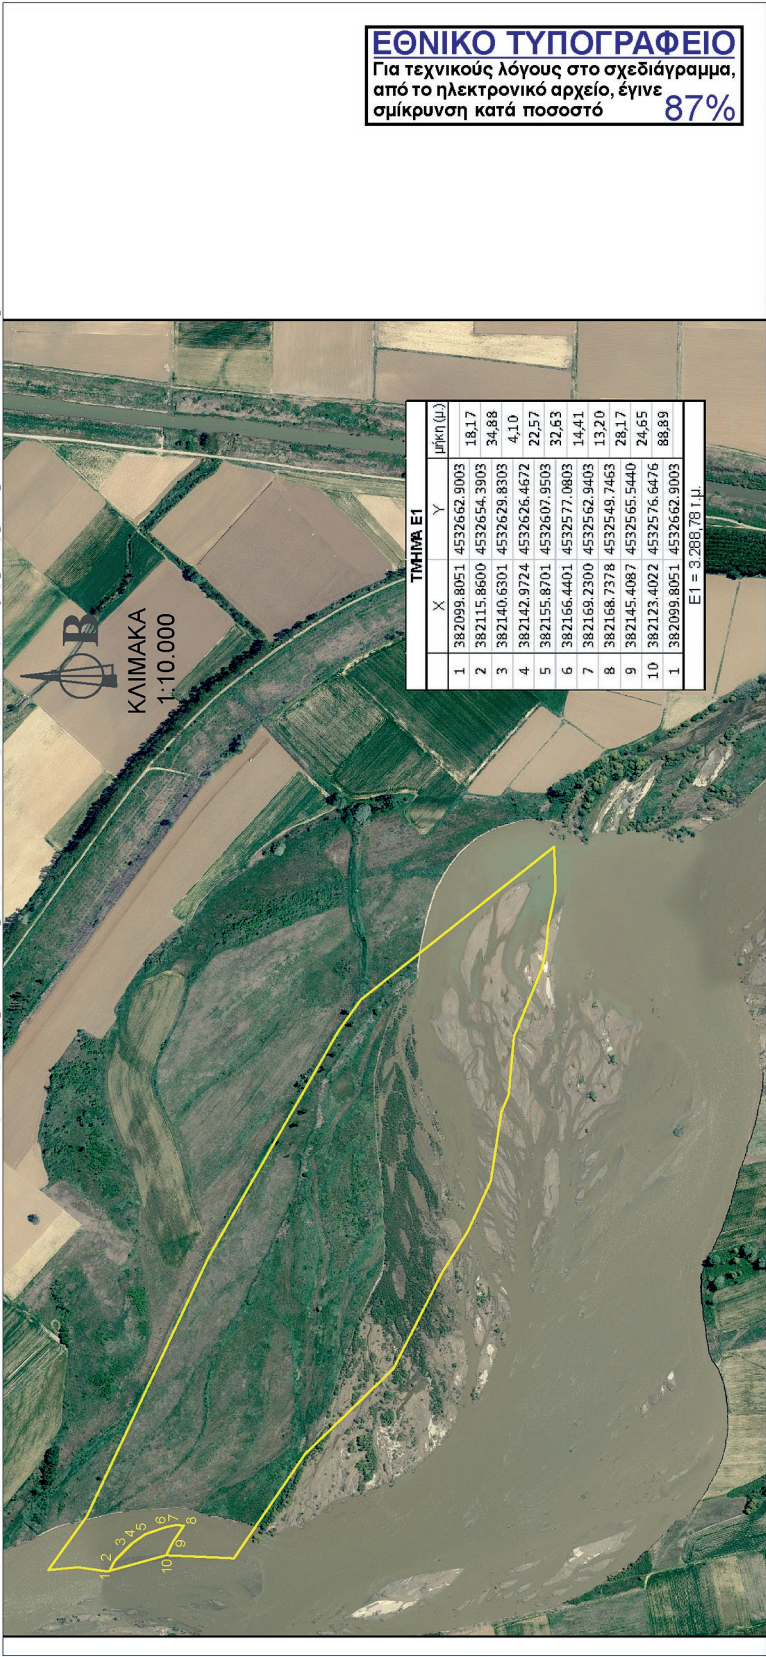 ΕΘΝΙΚΟ ΤΥΠΟΓΡΑΦΕΙΟ
Για τεχνικούς λόγους στο σχεδιάγραμμα,
από το ηλεκτρονικό αρχείο, έγινε
σμίκρυνση κατά ποσοστό 87%
Β
ΚΛΙΜΑΚΑ
1:10.000
ΤΜΗΜΑ Ε1
Χ Υ μήκη (μ.)
1 382099.8051 4532662.9003
18,17
2 382115.8600 4532654.3903
34,88
3 382140.6301 4532629.8303
4,10
4 382142.9724 4532626.4672
22,57
5 382155.8701 4532607.9503
32,63
6 382166.4401 4532577.0803
14,41
7 382169.2300 4532562.9403
13,20
8 382168.7378 4532549.7463
28,17
9 382145.4087 4532565.5440
24,65
10 382123.4022 4532576.6476
88,89
1 382099.8051 4532662.9003
Ε1 = 3.288,78 τ.μ.
1
2
3
4
5
6
7
8
9
10